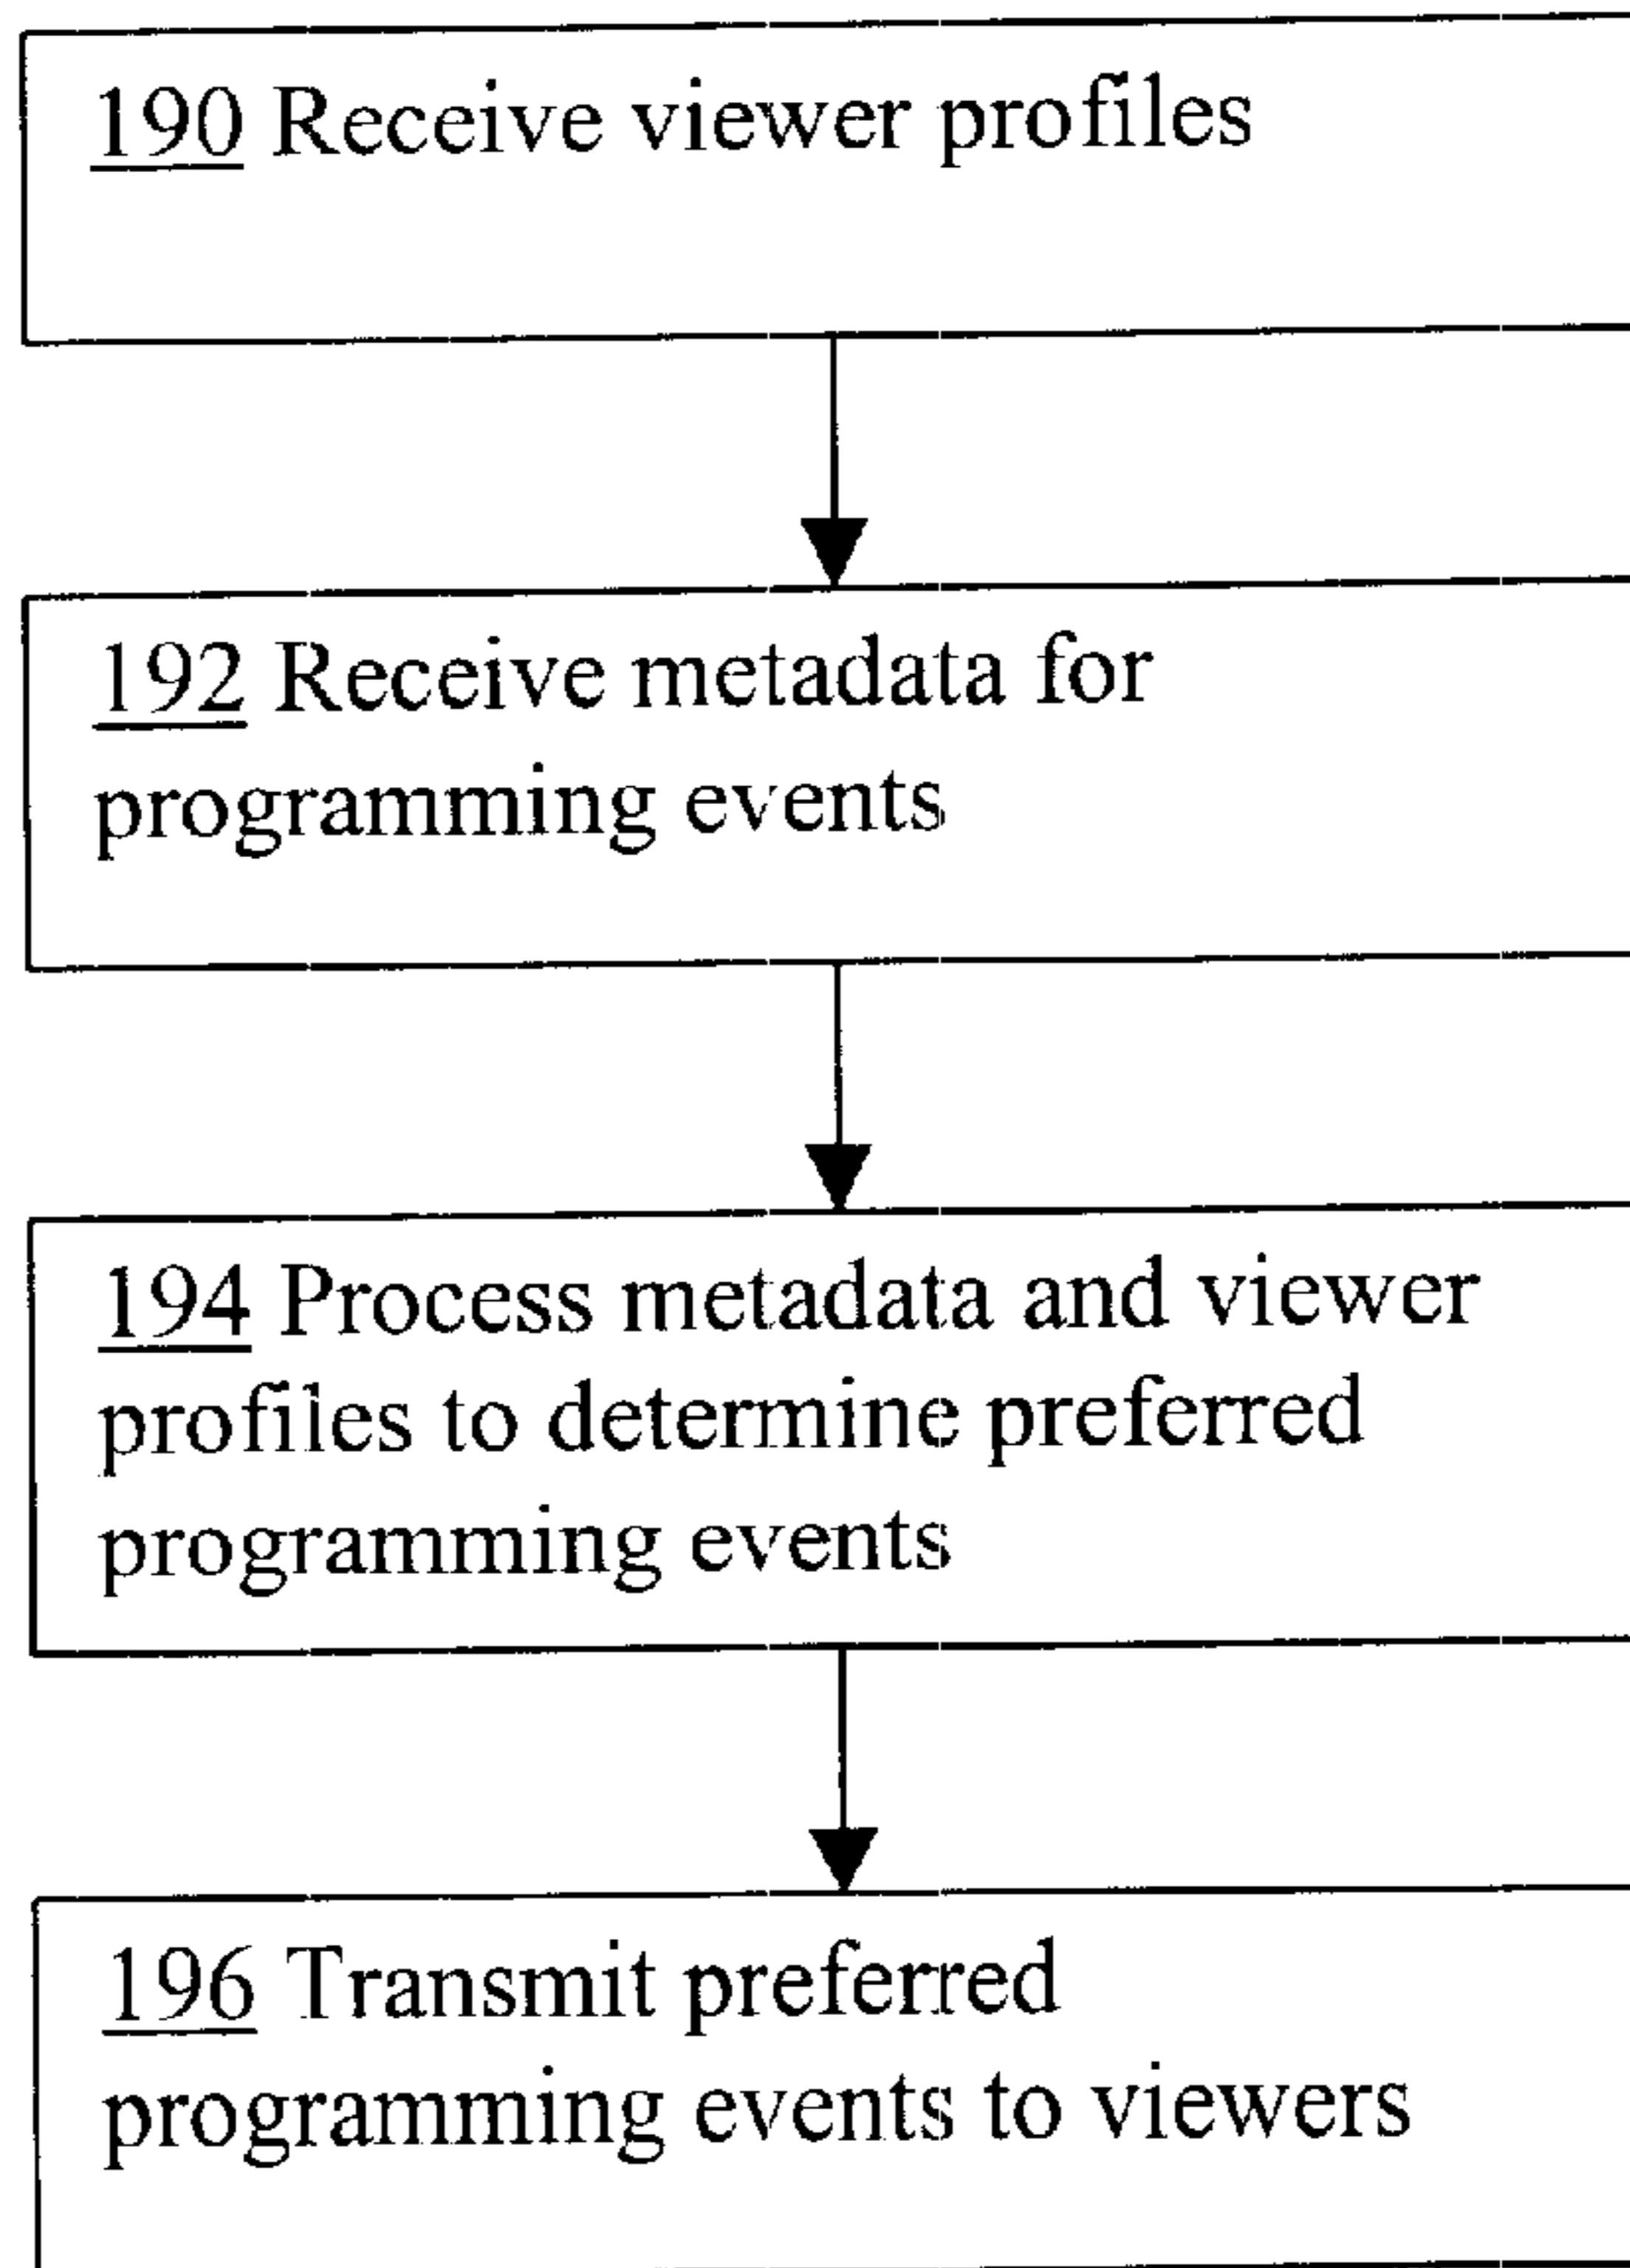 190 Receive viewer profiles
192 Receive metadata for
programming events
194 Process metadata and viewer
profiles to determine preferred
programming events
196 Transmit preferred
programming events to viewers